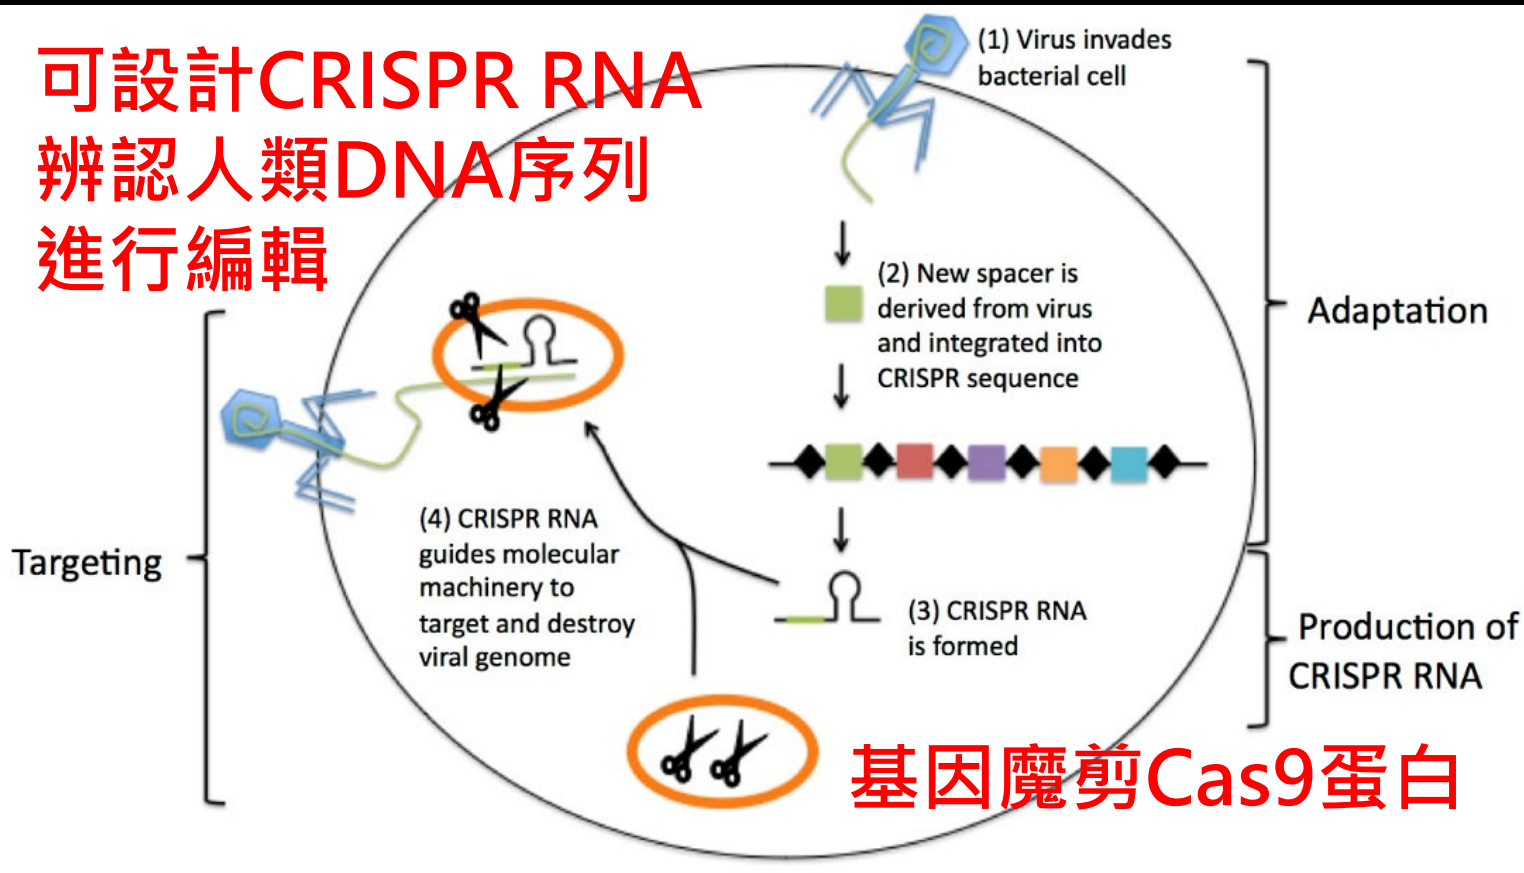 可設計CRISPR RNA
辨認人類DNA序列
進行編輯
(1) Virus invades
bacterial cell
(2) New spacer is
derived from virus
and integrated into
CRISPR sequence
Adaptation
(3) CRISPR RNA
is formed
Production of
CRISPR RNA
(4) CRISPR RNA
guides molecular
machinery to
target and destroy
viral genome
Targeting
基因魔剪Cas9蛋白